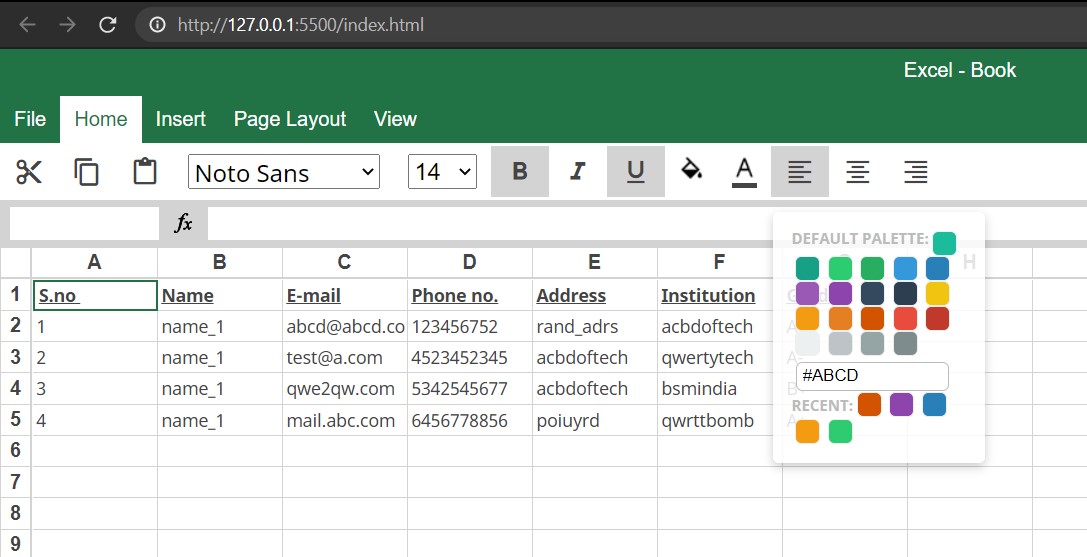 http://127.0.0.1:5500/index.html
Excel - Book
File Home Insert Page Layout View
Noto Sans 14 B I U A
fx
DEFAULT PALETTE:
A B C D E F H
1 S.no Name E-mail Phone no. Address Institution
2 1 name_1 abcd@abcd.co 123456752 rand_adrs acbdoftech
3 2 name_1 test@a.com 4523452345 acbdoftech qwertytech
#ABCD
4 3 name_1 qwe2qw.com 5342545677 acbdoftech bsmindia
RECENT:
5 4 name_1 mail.abc.com 6456778856 poiuyrd qwrttbomb
6
7
8
9